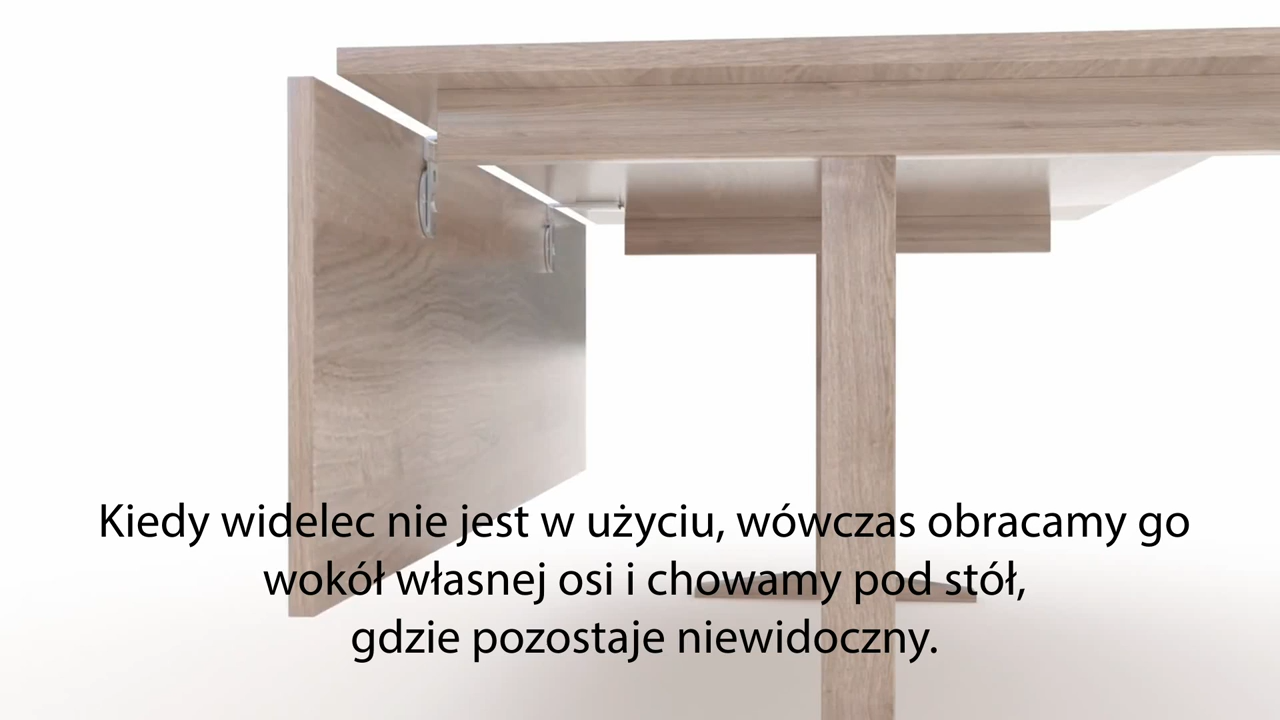 Kiedy widelec nie jest w użyciu, wówczas obracamy go
wokół własnej osi i chowamy pod stół,
gdzie pozostaje niewidoczny.